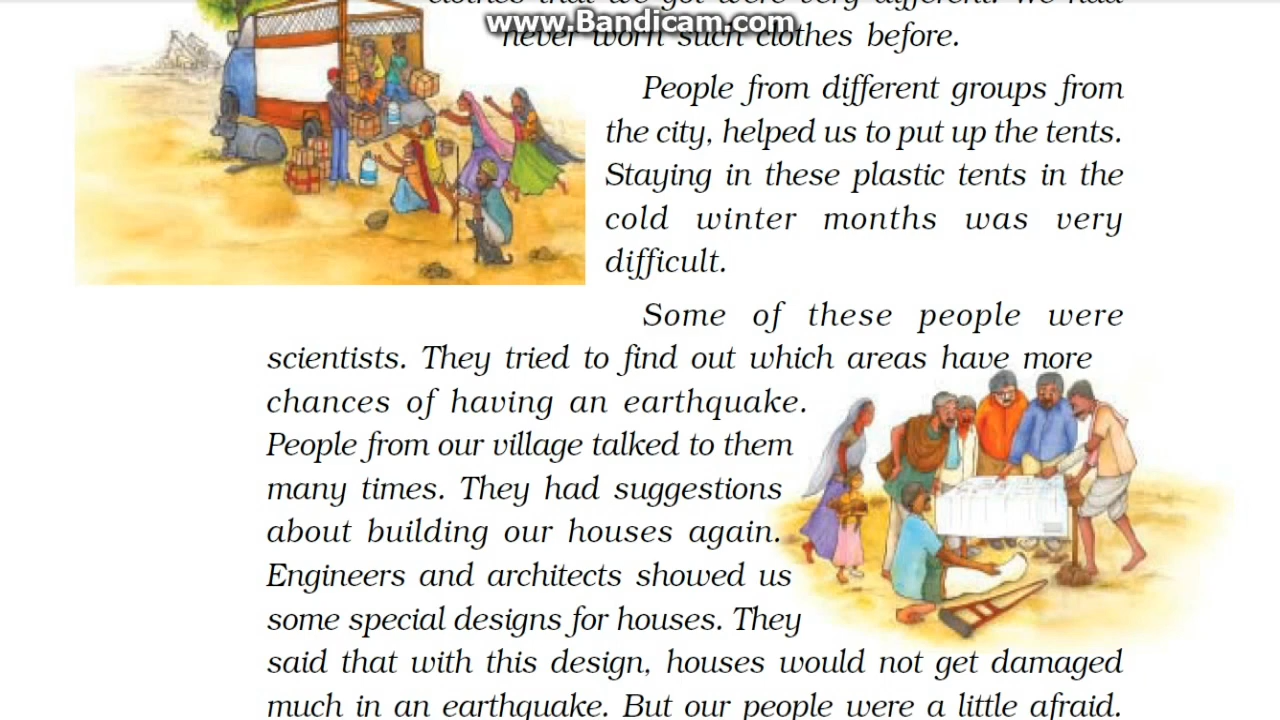 clothes that we got were very different. We had
www.Bandicam.com
never worn such clothes before.
People from different groups from
the city, helped us to put up the tents.
Staying in these plastic tents in the
cold winter months was very
difficult.
Some of these people were
scientists. They tried to find out which areas have more
chances of having an earthquake.
People from our village talked to them
many times. They had suggestions
about building our houses again.
Engineers and architects showed us
some special designs for houses. They
said that with this design, houses would not get damaged
much in an earthquake. But our people were a little afraid.